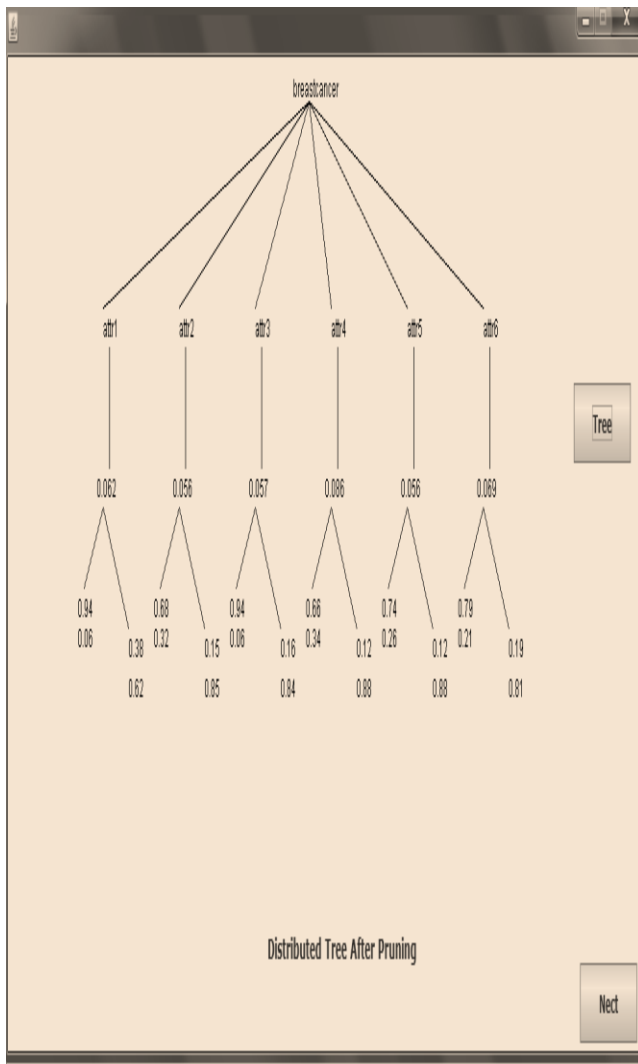 X
breastcancer
attr1 attr2 attr3 attr4 attr5 attr6
Tree
0.062 0.056 0.057 0.086 0.056 0.069
0.94 0.68 0.94 0.66 0.74 0.79
0.06 0.32 0.06 0.34 0.26 0.21
0.38 0.15 0.16 0.12 0.12 0.19
0.62 0.85 0.84 0.88 0.88 0.81
Distributed Tree After Pruning
Nect